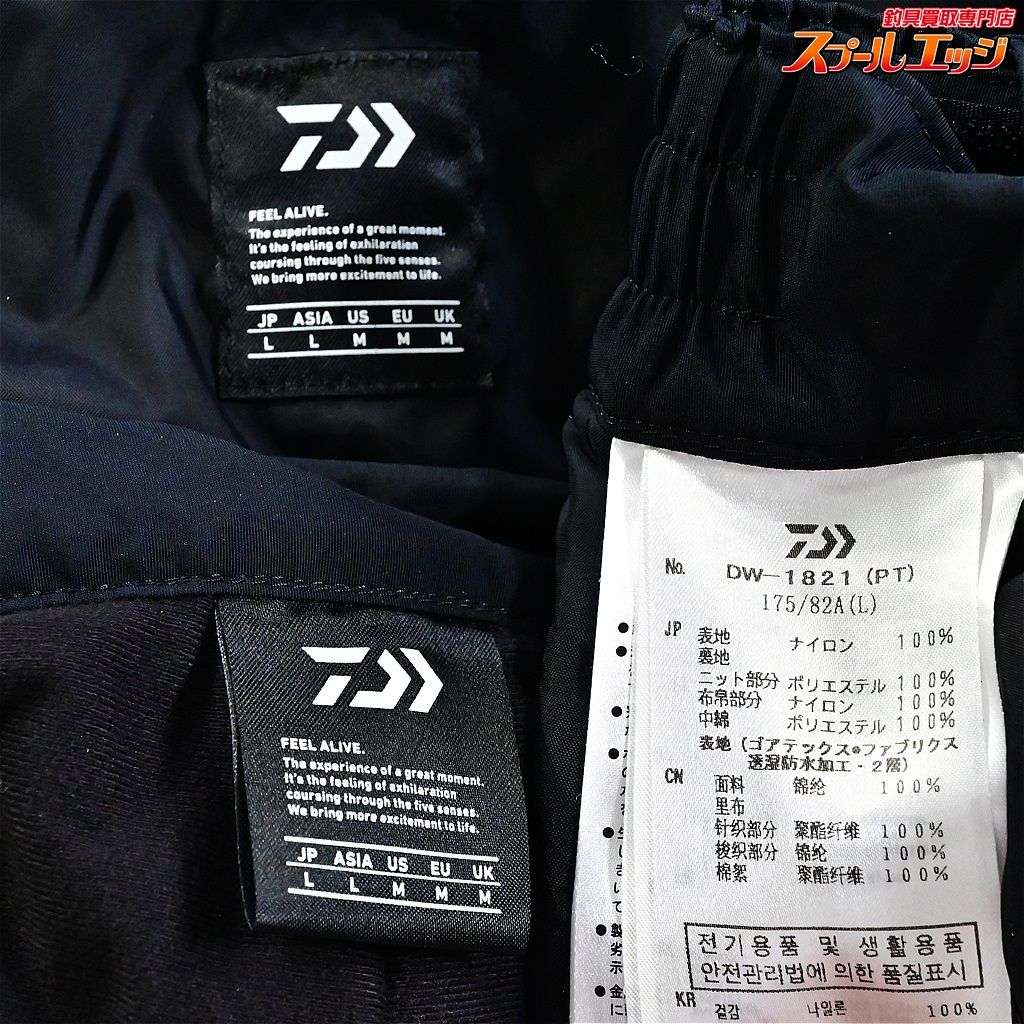 釣具買取専門店
スプールエッジ
FEEL ALIVE.
The experience of a great moment.
It's the feeling of exhilaration
coursing through the five senses.
We bring more excitement to life.
JP ASIA US EU UK
L L M M M
FEEL ALIVE.
The experience of a great moment.
It's the feeling of exhilaration
coursing through the five senses.
We bring more excitement to life.
JP ASIA US EU UK
L L M M M
No. DW-1821(PT)
175/82A(L)
JP 表地 ナイロン 100%
裏地
ニット部分 ポリエステル 100%
布帛部分 ナイロン 100%
中綿 ポリエステル 100%
表地(ゴアテックス®ファブリクス
透湿防水加工・2層)
CN 面料 锦纶 100%
里布
针织部分 聚酯纤维 100%
梭织部分 锦纶 100%
棉絮 聚酯纤维 100%
전기용품 및 생활용품
안전관리법에 의한 품질표시
KR 겉감 나일론 100%